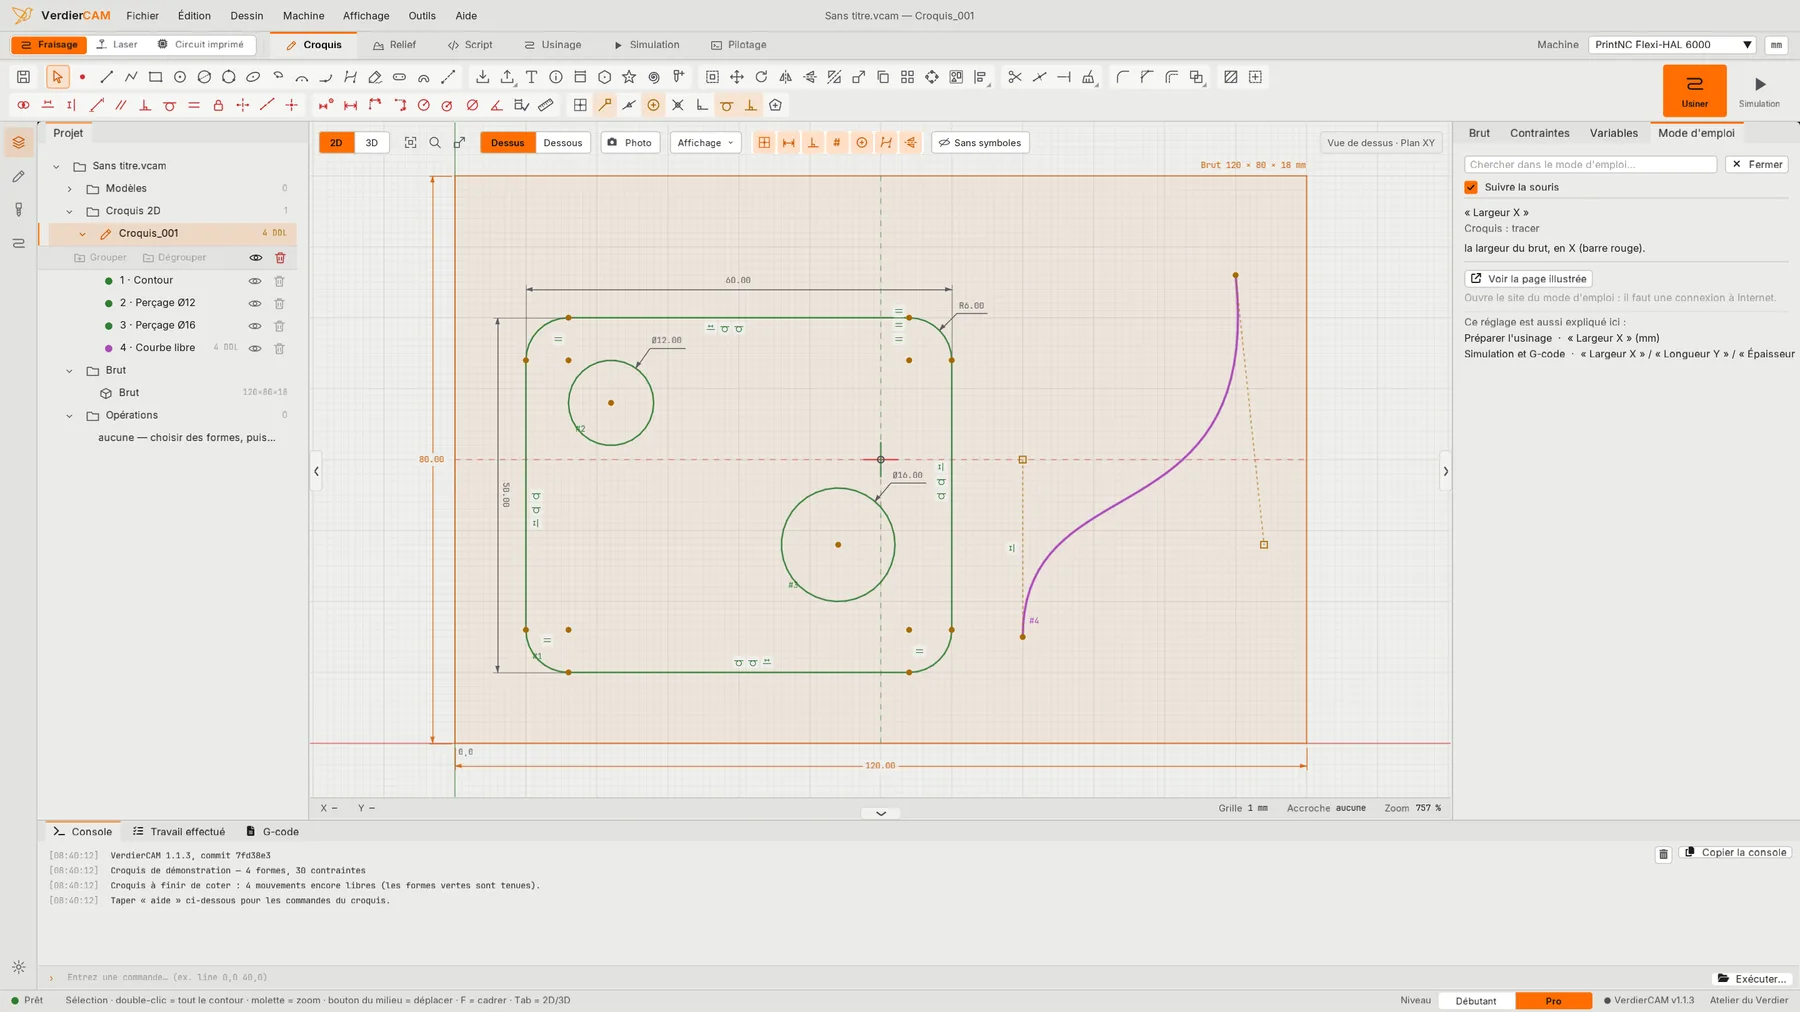 VerdierCAM Fichier Édition Dessin Machine Affichage Outils Aide Sans titre.vcam — Croquis_001
Fraisage Laser Circuit imprimé Croquis Relief Script Usinage Simulation Pilotage Machine PrintNC Flexi-HAL 6000 mm
Usiner Simulation
Projet
2D 3D Dessus Dessous Photo Affichage Sans symboles Vue de dessus · Plan XY
Brut Contraintes Variables Mode d'emploi
Sans titre.vcam
Modèles 0
Croquis 2D 1
Croquis_001 4 DDL
Grouper Dégrouper
1 · Contour
2 · Perçage Ø12
3 · Perçage Ø16
4 · Courbe libre 4 DDL
Brut
Brut 120×80×18
Opérations 0
aucune — choisir des formes, puis...
Brut 120 × 80 × 18 mm
60.00
R6.00
Ø12.00
#2
80.00
50.00
Ø16.00
#3
#1
#4
0,0
120.00
X – Y – Grille 1 mm Accroche aucune Zoom 757 %
Chercher dans le mode d'emploi... Fermer
Suivre la souris
« Largeur X »
Croquis : tracer
la largeur du brut, en X (barre rouge).
Voir la page illustrée
Ouvre le site du mode d'emploi : il faut une connexion à Internet.
Ce réglage est aussi expliqué ici :
Préparer l'usinage · « Largeur X » (mm)
Simulation et G-code · « Largeur X » / « Longueur Y » / « Épaisseur
Console Travail effectué G-code
Copier la console
[08:40:12] VerdierCAM 1.1.3, commit 7fd38e3
[08:40:12] Croquis de démonstration — 4 formes, 30 contraintes
[08:40:12] Croquis à finir de coter : 4 mouvements encore libres (les formes vertes sont tenues).
[08:40:12] Taper « aide » ci-dessous pour les commandes du croquis.
› Entrez une commande… (ex. line 0,0 40,0) Exécuter...
Prêt Sélection · double-clic = tout le contour · molette = zoom · bouton du milieu = déplacer · F = cadrer · Tab = 2D/3D Niveau Débutant Pro VerdierCAM v1.1.3 Atelier du Verdier